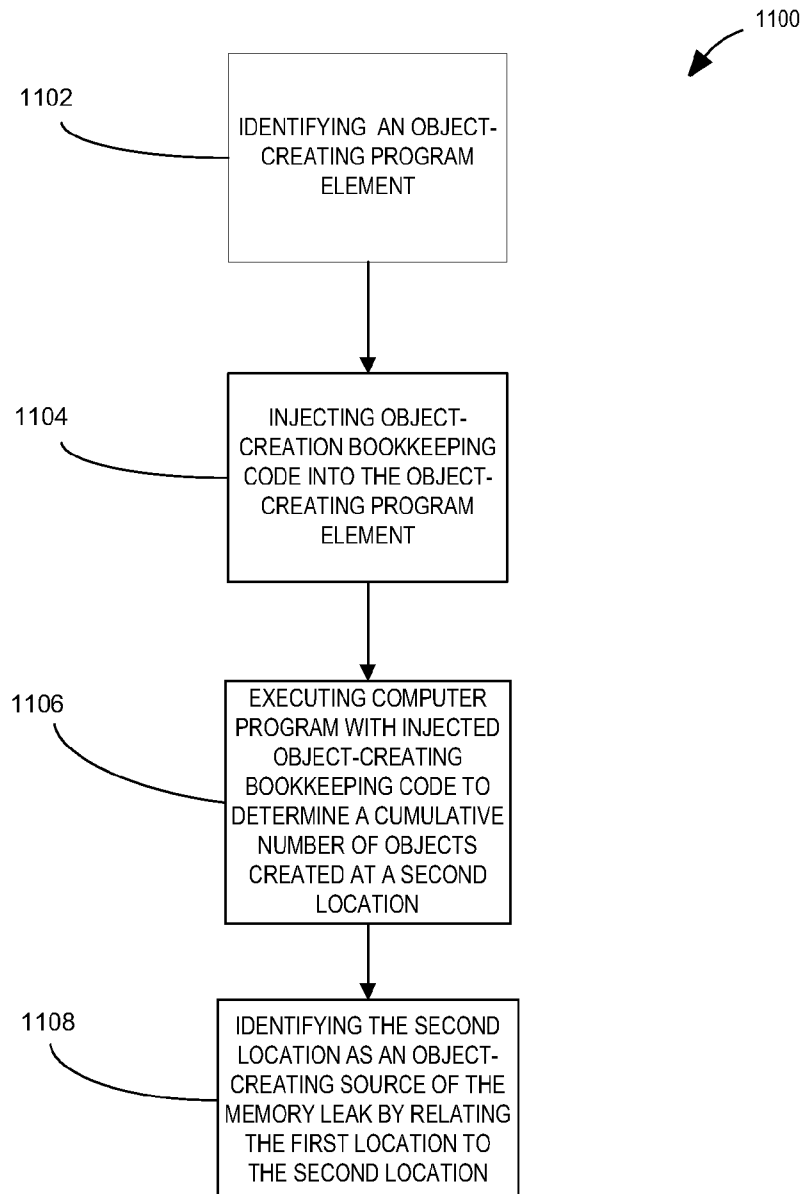 1100
1102
IDENTIFYING AN OBJECT-
CREATING PROGRAM
ELEMENT
1104
INJECTING OBJECT-
CREATION BOOKKEEPING
CODE INTO THE OBJECT-
CREATING PROGRAM
ELEMENT
1106
EXECUTING COMPUTER
PROGRAM WITH INJECTED
OBJECT-CREATING
BOOKKEEPING CODE TO
DETERMINE A CUMULATIVE
NUMBER OF OBJECTS
CREATED AT A SECOND
LOCATION
1108
IDENTIFYING THE SECOND
LOCATION AS AN OBJECT-
CREATING SOURCE OF THE
MEMORY LEAK BY RELATING
THE FIRST LOCATION TO
THE SECOND LOCATION